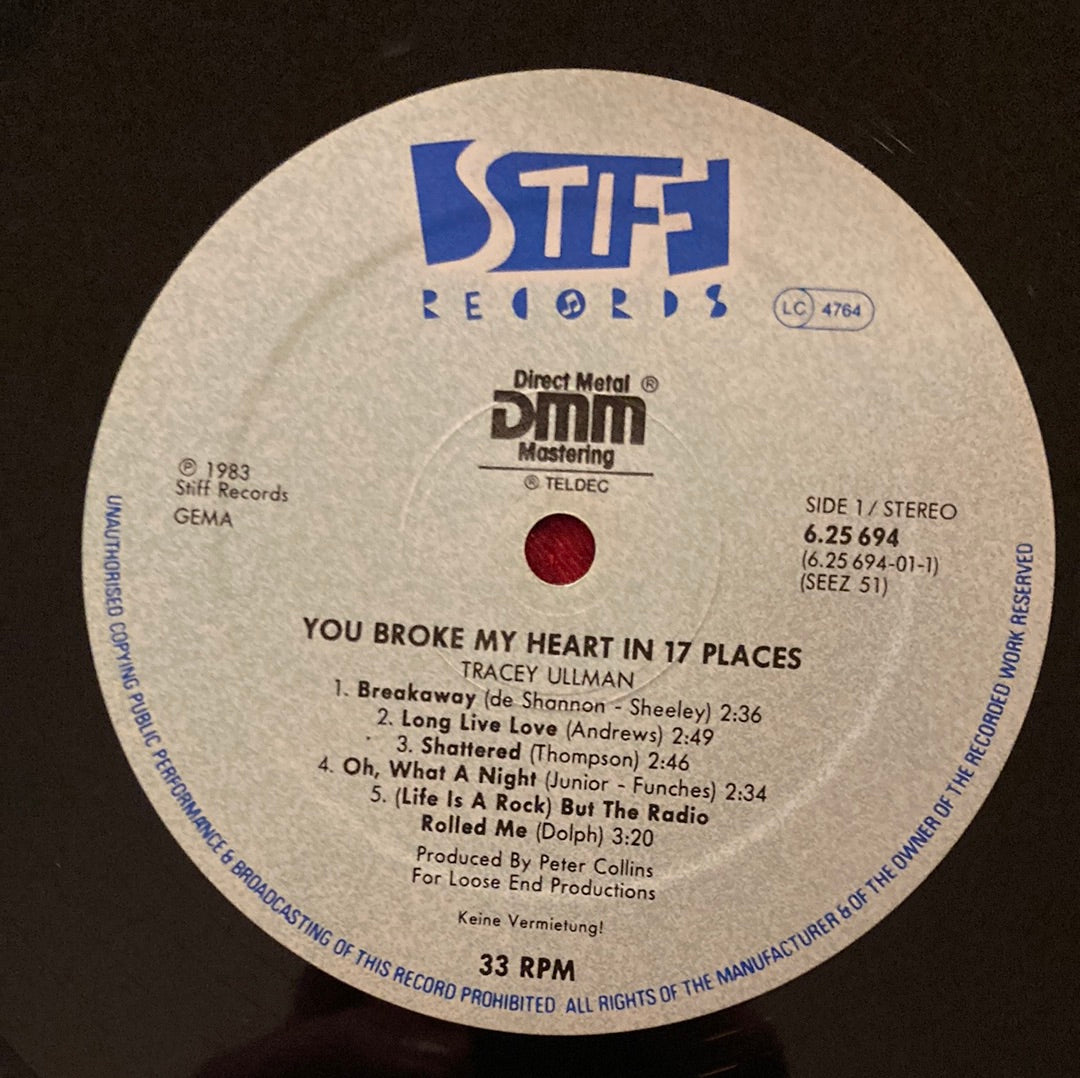 STIFF
RECORDS
LC 4764
Direct Metal ®
DMM
Mastering
® TELDEC
℗ 1983
Stiff Records
GEMA
SIDE 1 / STEREO
6.25 694
(6.25 694-01-1)
(SEEZ 51)
YOU BROKE MY HEART IN 17 PLACES
TRACEY ULLMAN
1. Breakaway (de Shannon - Sheeley) 2:36
2. Long Live Love (Andrews) 2:49
3. Shattered (Thompson) 2:46
4. Oh, What A Night (Junior - Funches) 2:34
5. (Life Is A Rock) But The Radio
Rolled Me (Dolph) 3:20
Produced By Peter Collins
For Loose End Productions
Keine Vermietung!
33 RPM
UNAUTHORISED COPYING PUBLIC PERFORMANCE & BROADCASTING OF THIS RECORD PROHIBITED ALL RIGHTS OF THE MANUFACTURER & OF THE OWNER OF THE RECORDED WORK RESERVED